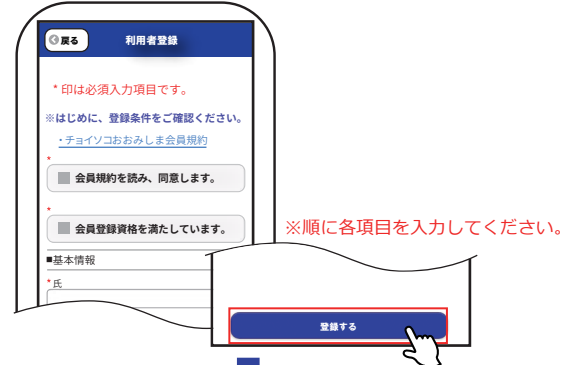 戻る
利用者登録
* 印は必須入力項目です。
※はじめに、登録条件をご確認ください。
・チョイソコおおみしま会員規約
*
会員規約を読み、同意します。
*
会員登録資格を満たしています。
※順に各項目を入力してください。
■基本情報
*氏
登録する